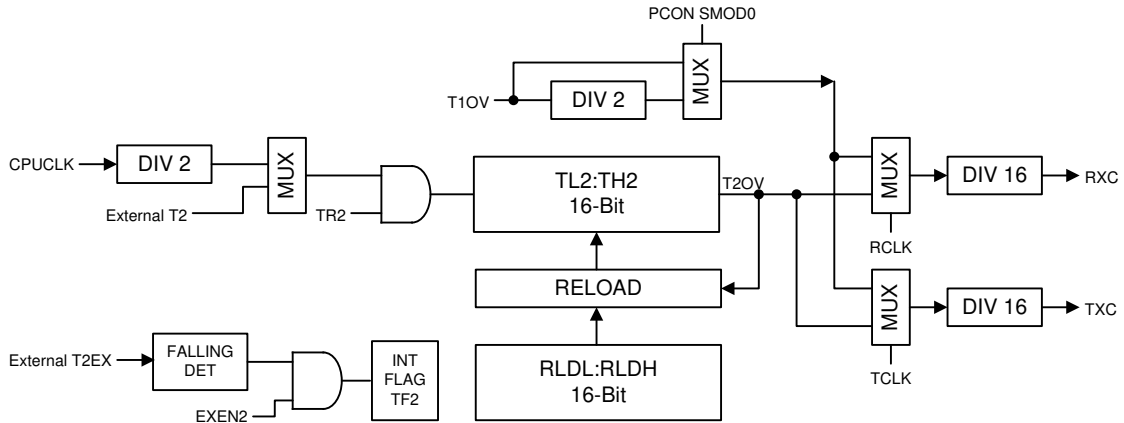 PCON SMOD0
MUX
T1OV
DIV 2
CPUCLK
DIV 2
MUX
External T2
TR2
TL2:TH2
16-Bit
T2OV
MUX
DIV 16
RXC
RCLK
RELOAD
MUX
DIV 16
TXC
TCLK
External T2EX
FALLING
DET
EXEN2
INT
FLAG
TF2
RLDL:RLDH
16-Bit